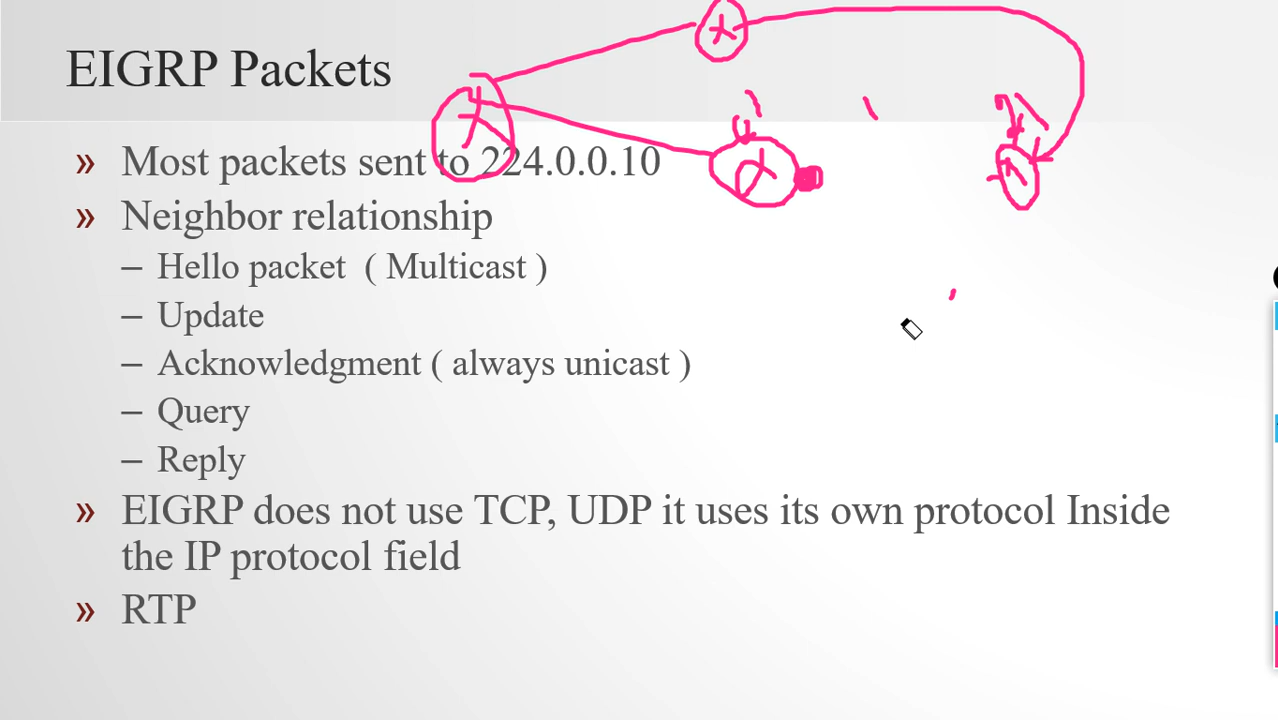 EIGRP Packets
» Most packets sent to 224.0.0.10
» Neighbor relationship
– Hello packet ( Multicast )
– Update
– Acknowledgment ( always unicast )
– Query
– Reply
» EIGRP does not use TCP, UDP it uses its own protocol Inside
the IP protocol field
» RTP